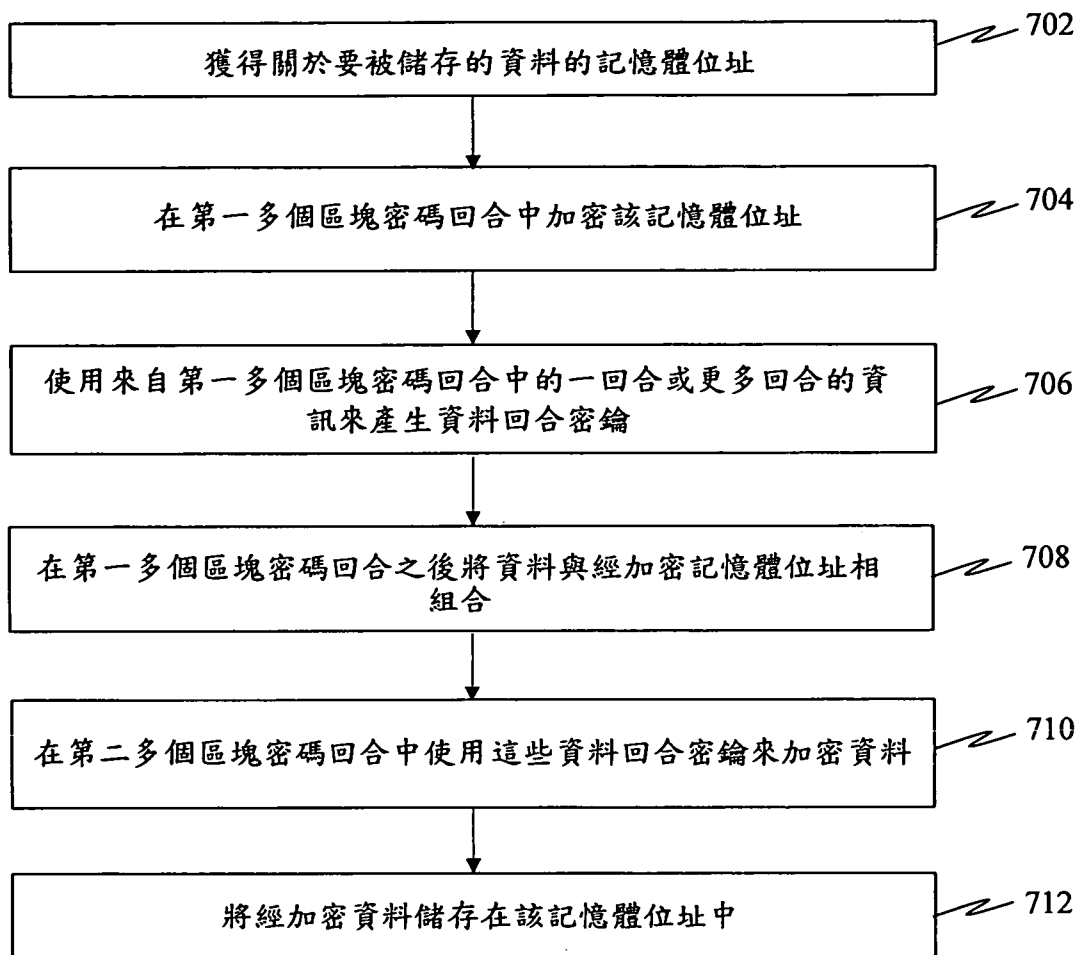 獲得關於要被儲存的資料的記憶體位址
702
在第一多個區塊密碼回合中加密該記憶體位址
704
使用來自第一多個區塊密碼回合中的一回合或更多回合的資
訊來產生資料回合密鑰
706
在第一多個區塊密碼回合之後將資料與經加密記憶體位址相
組合
708
在第二多個區塊密碼回合中使用這些資料回合密鑰來加密資料
710
將經加密資料儲存在該記憶體位址中
712